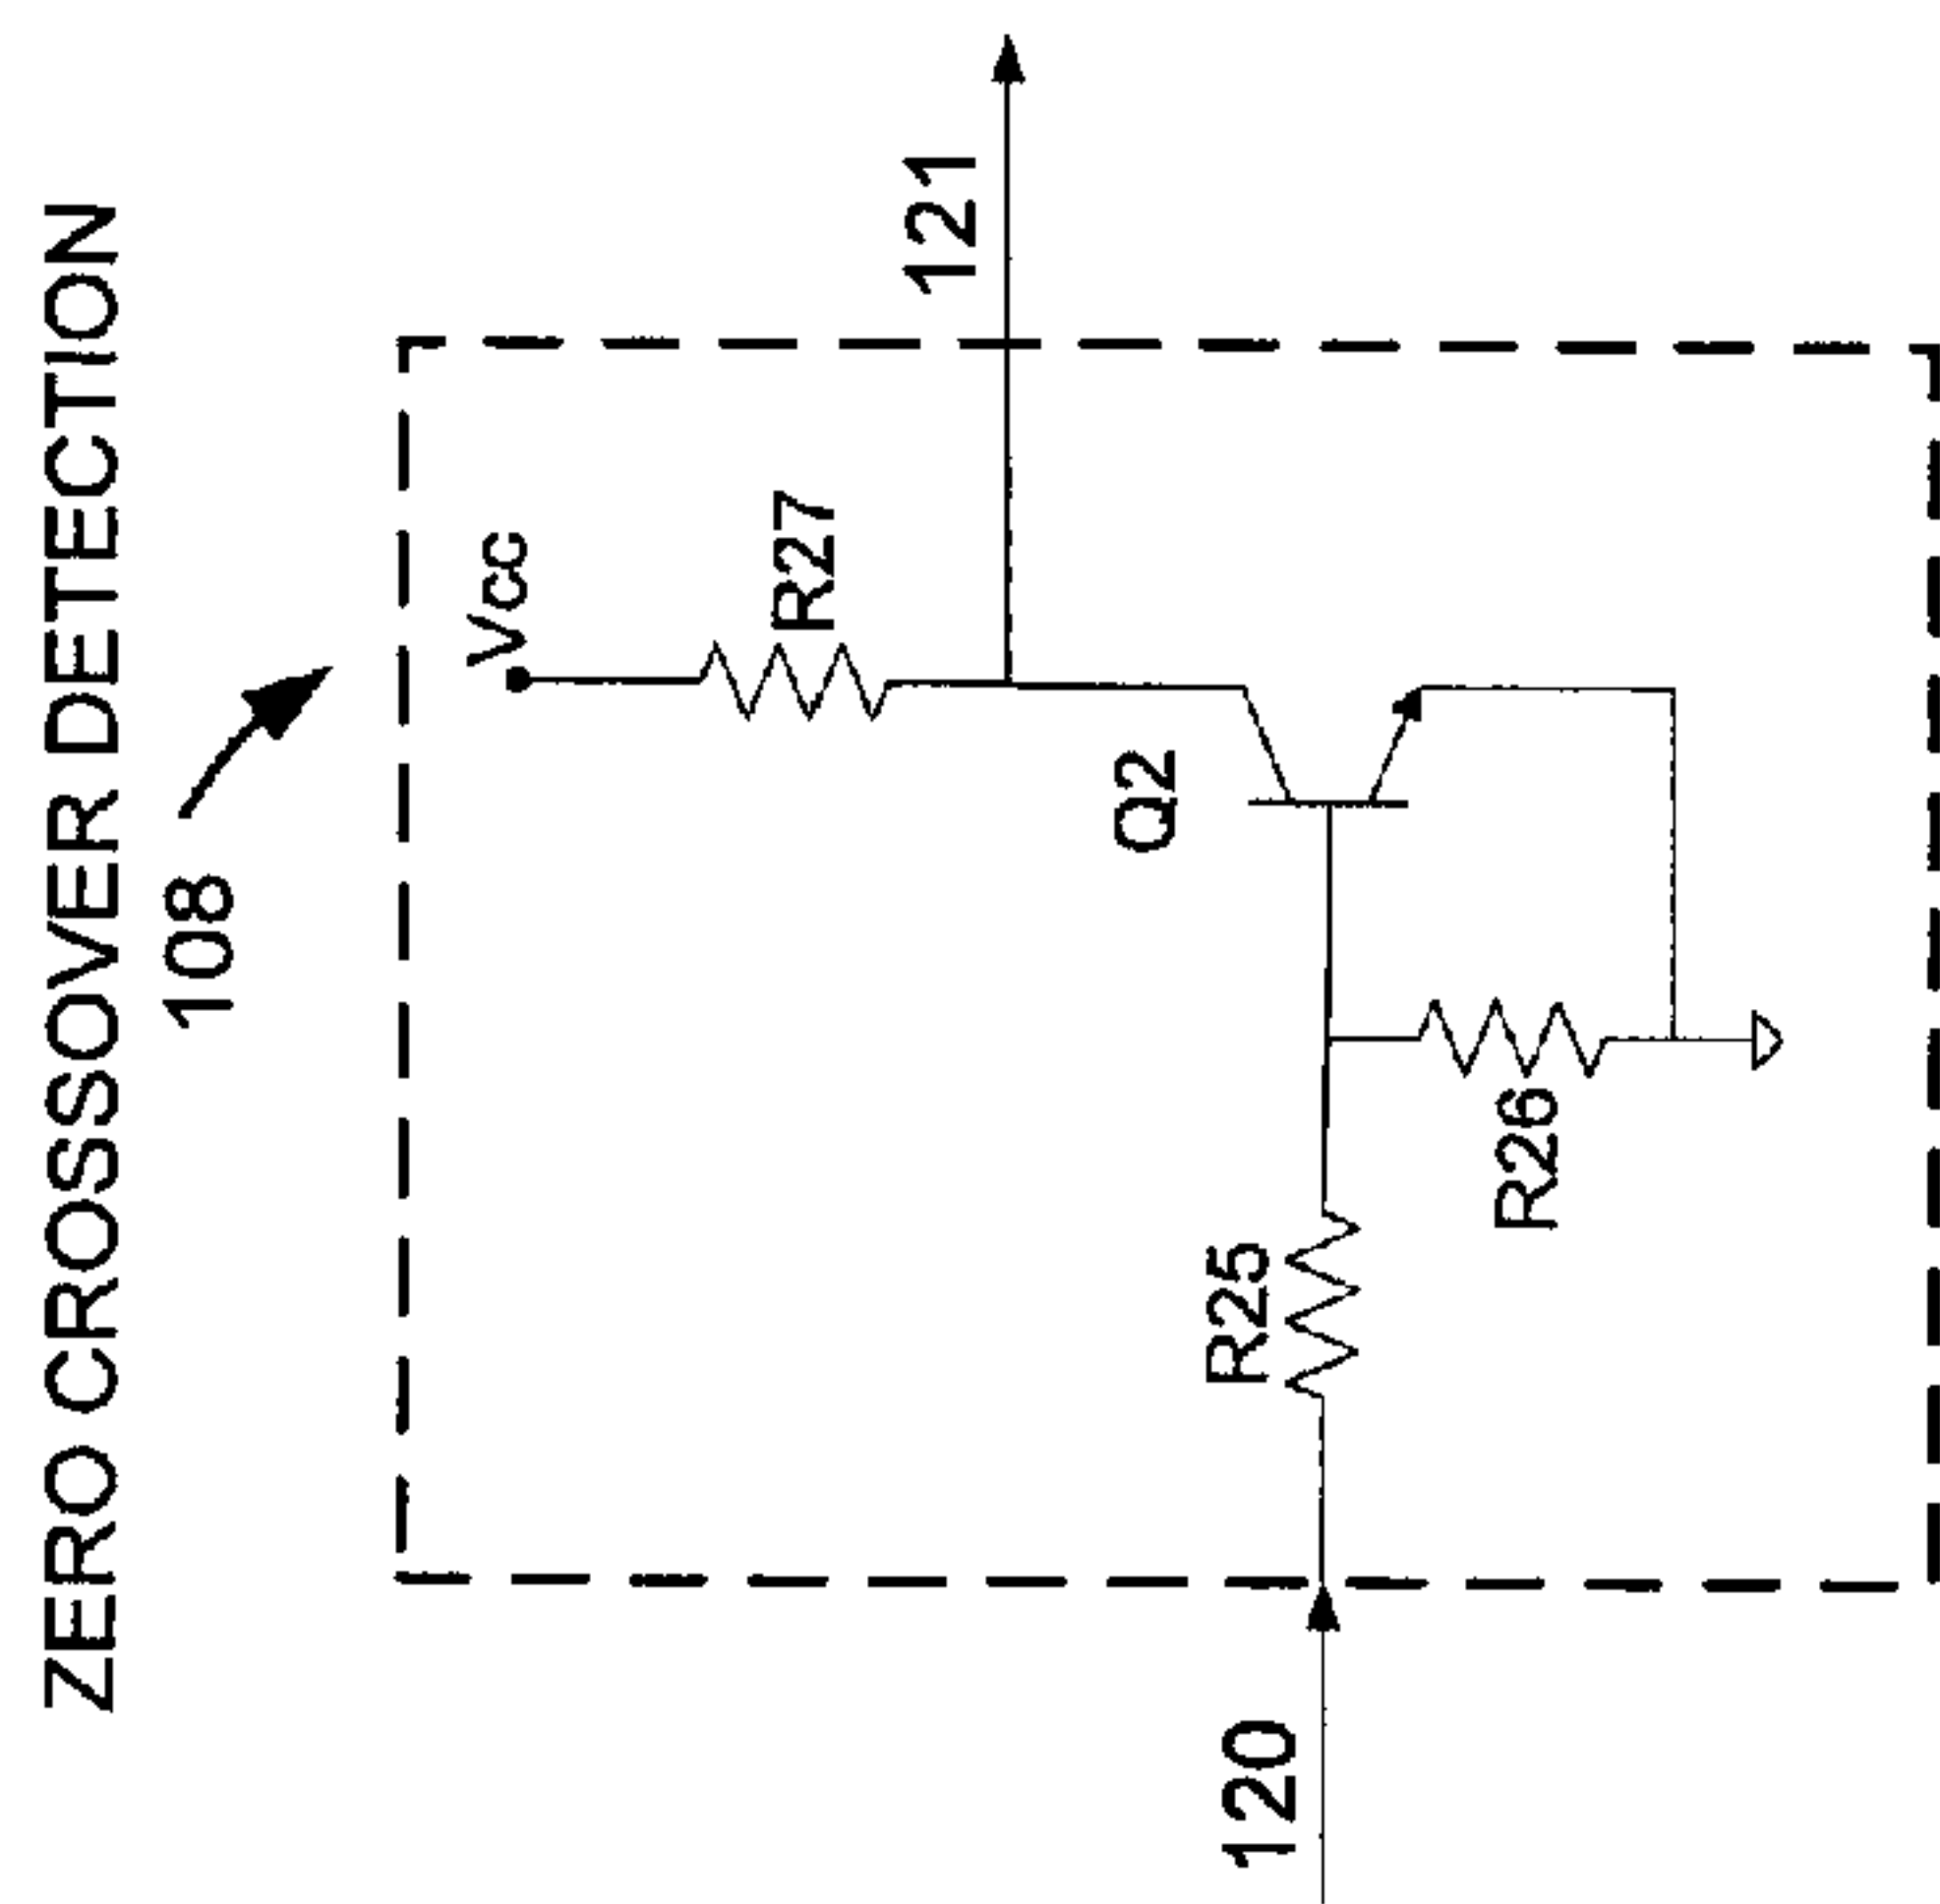 ZERO CROSSOVER DETECTION
108
Vcc
R27
121
Q2
R25
R26
120